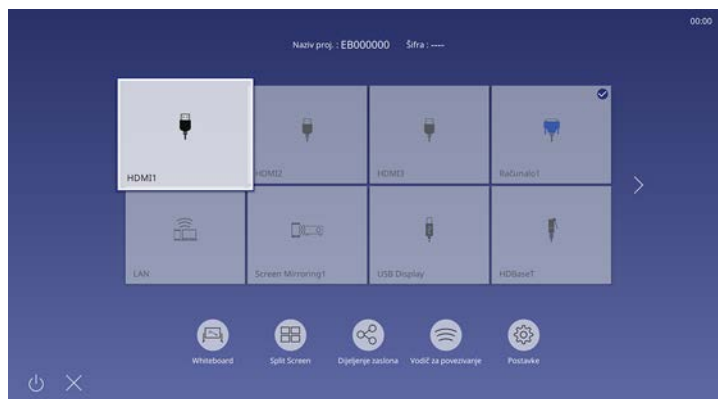 00:00
Naziv proj. : EB000000 Šifra : ----
HDMI1 HDMI2 HDMI3 Računalo1
LAN Screen Mirroring1 USB Display HDBaseT
Whiteboard Split Screen Dijeljenje zaslona Vodič za povezivanje Postavke